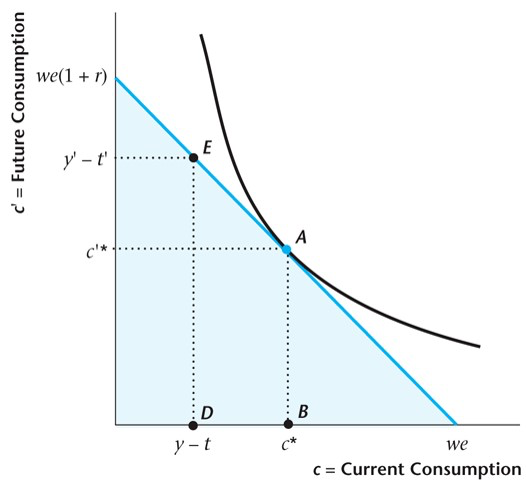 c' = Future Consumption
we(1 + r)
E
y' – t'
A
c'*
D
B
y – t
c*
we
c = Current Consumption